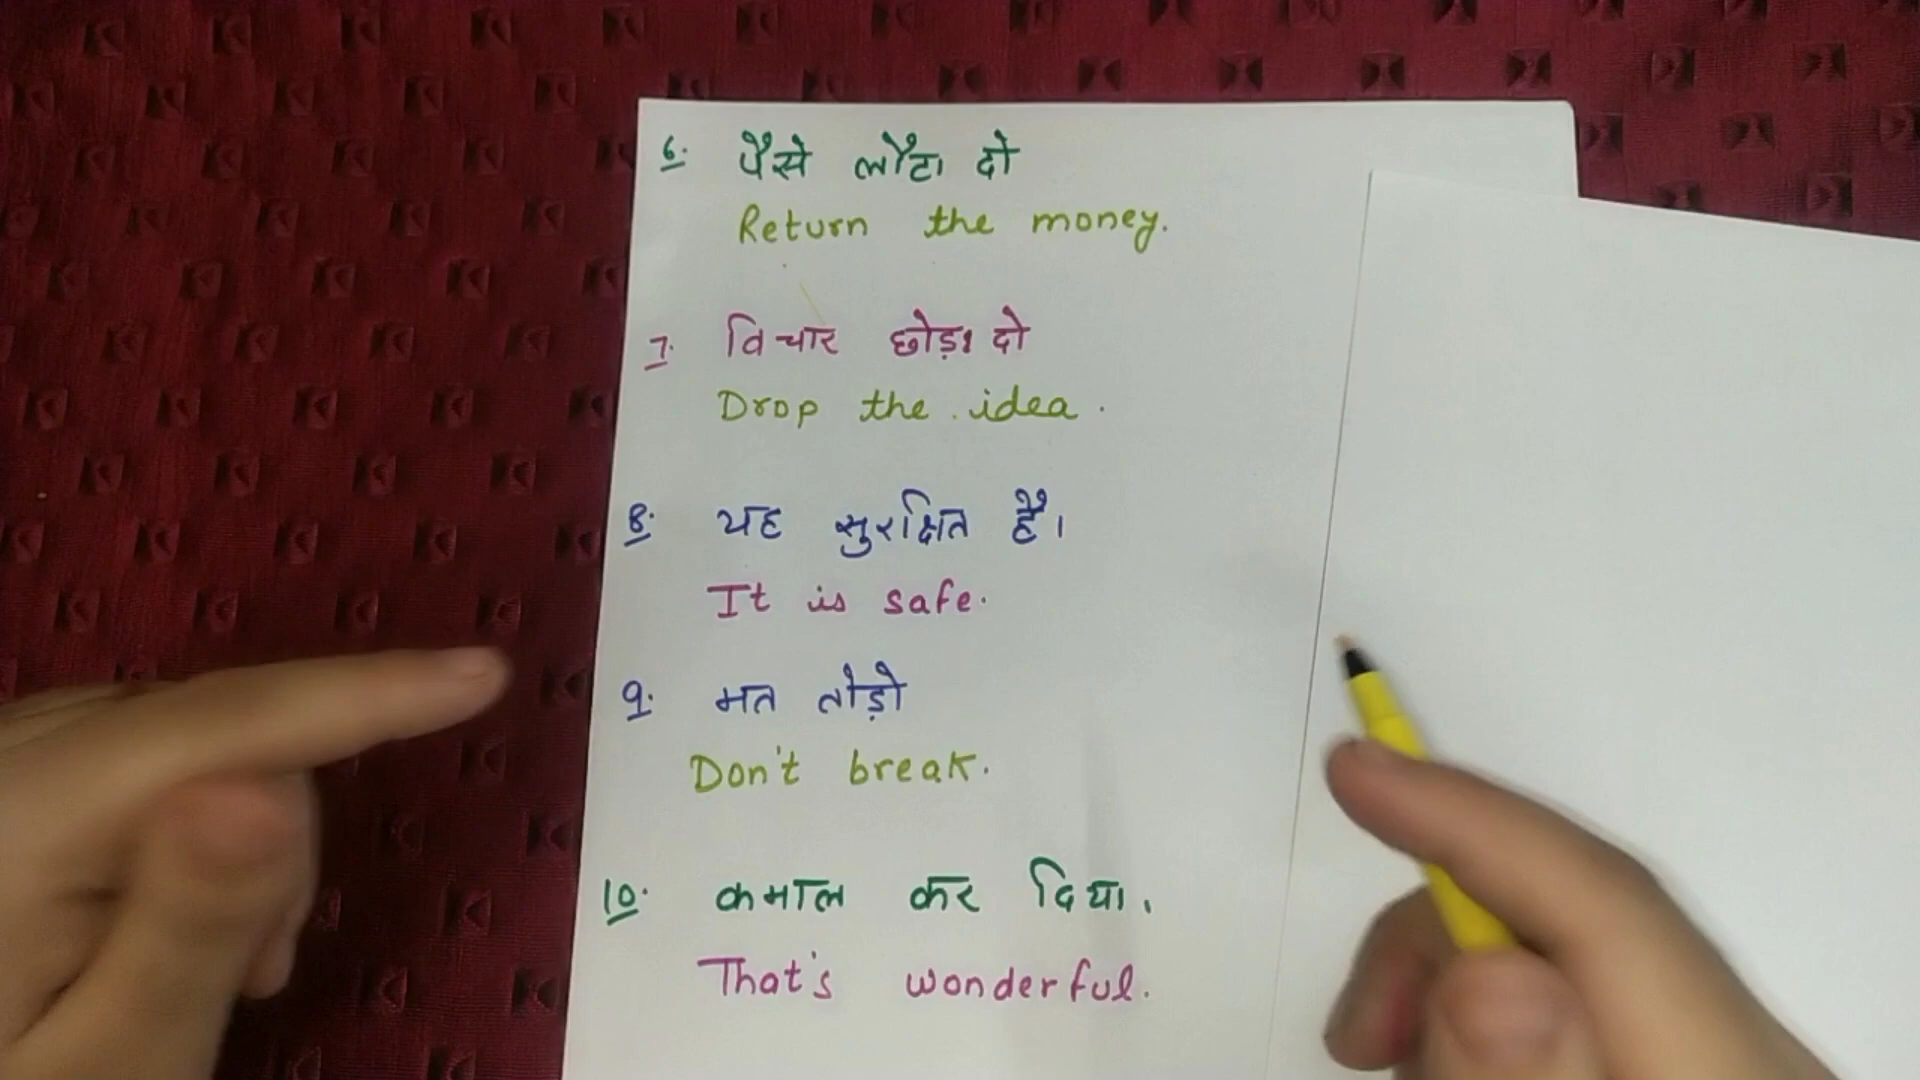 6. पैसे लौटा दो
Return the money.
7. विचार छोड़ दो
Drop the idea.
8. यह सुरक्षित है।
It is safe.
9. मत तोड़ो
Don't break.
10. कमाल कर दिया।
That's wonderful.